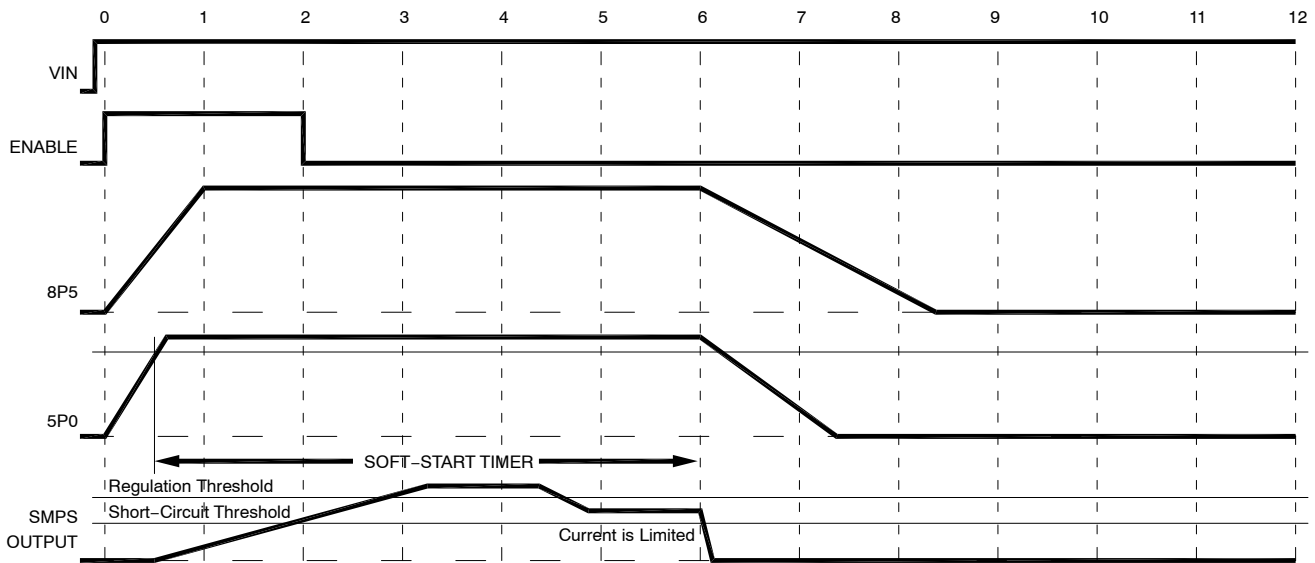 0 1 2 3 4 5 6 7 8 9 10 11 12
VIN
ENABLE
8P5
5P0
SOFT−START TIMER
Regulation Threshold
Short−Circuit Threshold
SMPS
OUTPUT
Current is Limited